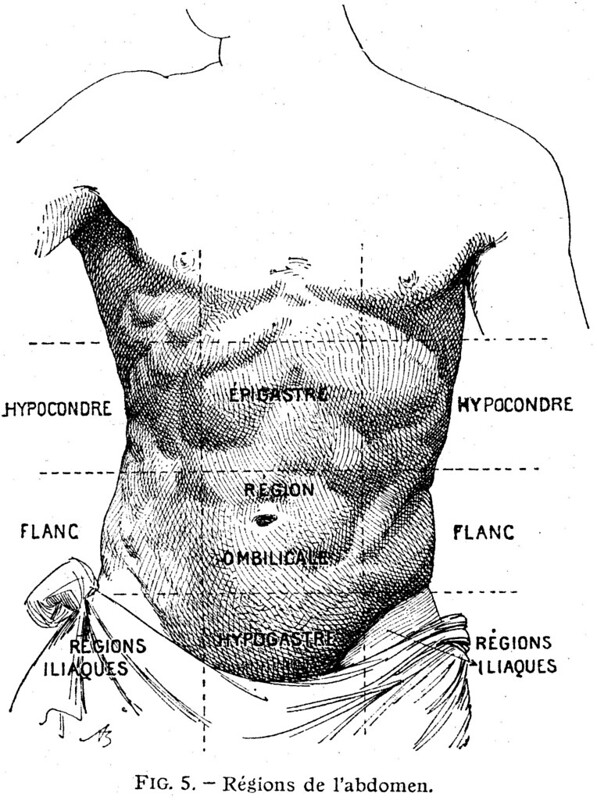 ÉPIGASTRE
HYPOCONDRE
HYPOCONDRE
RÉGION
FLANC
OMBILICALE
FLANC
HYPOGASTRE
RÉGIONS
ILIAQUES
RÉGIONS
ILIAQUES
FIG. 5. – Régions de l'abdomen.